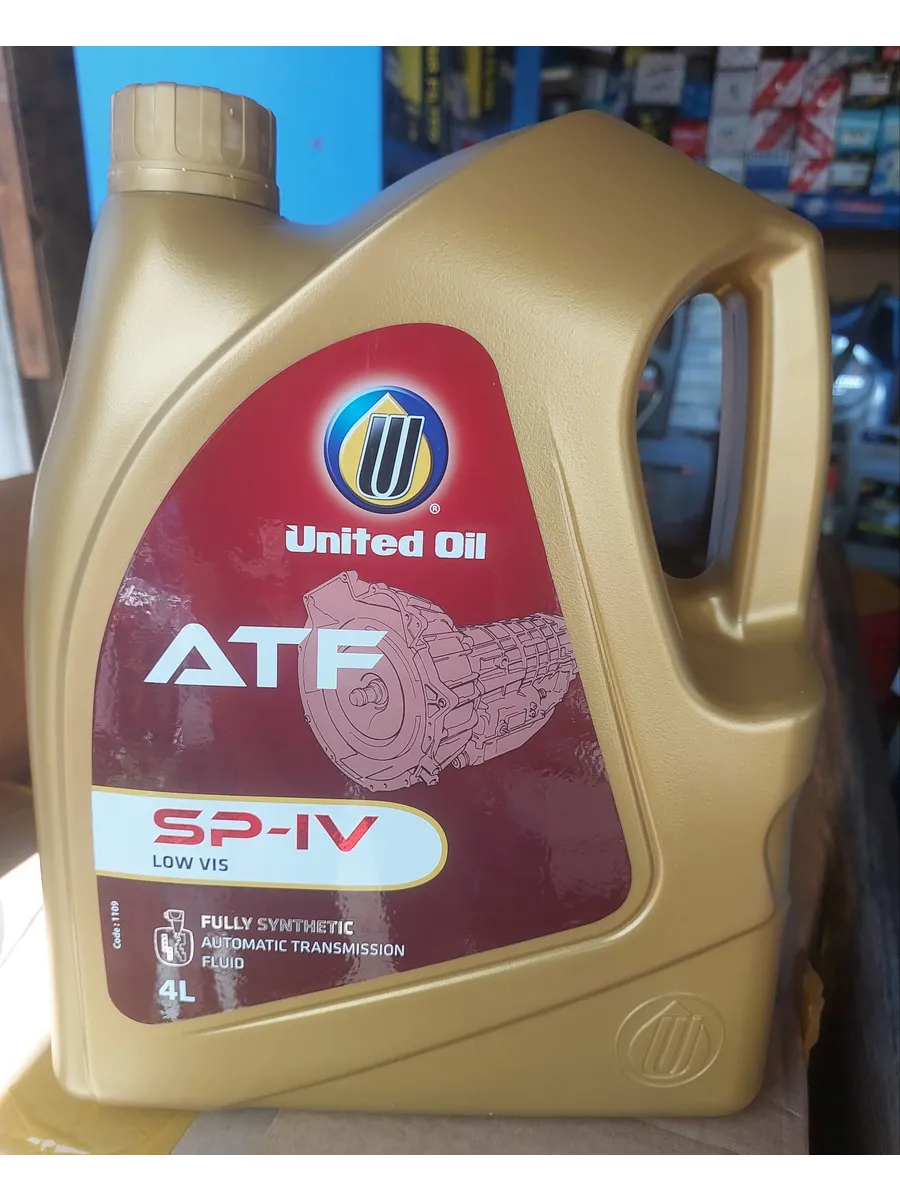 U
®
United Oil
ATF
SP-IV
LOW VIS
Code : 1109
FULLY SYNTHETIC
AUTOMATIC TRANSMISSION
FLUID
4L
U